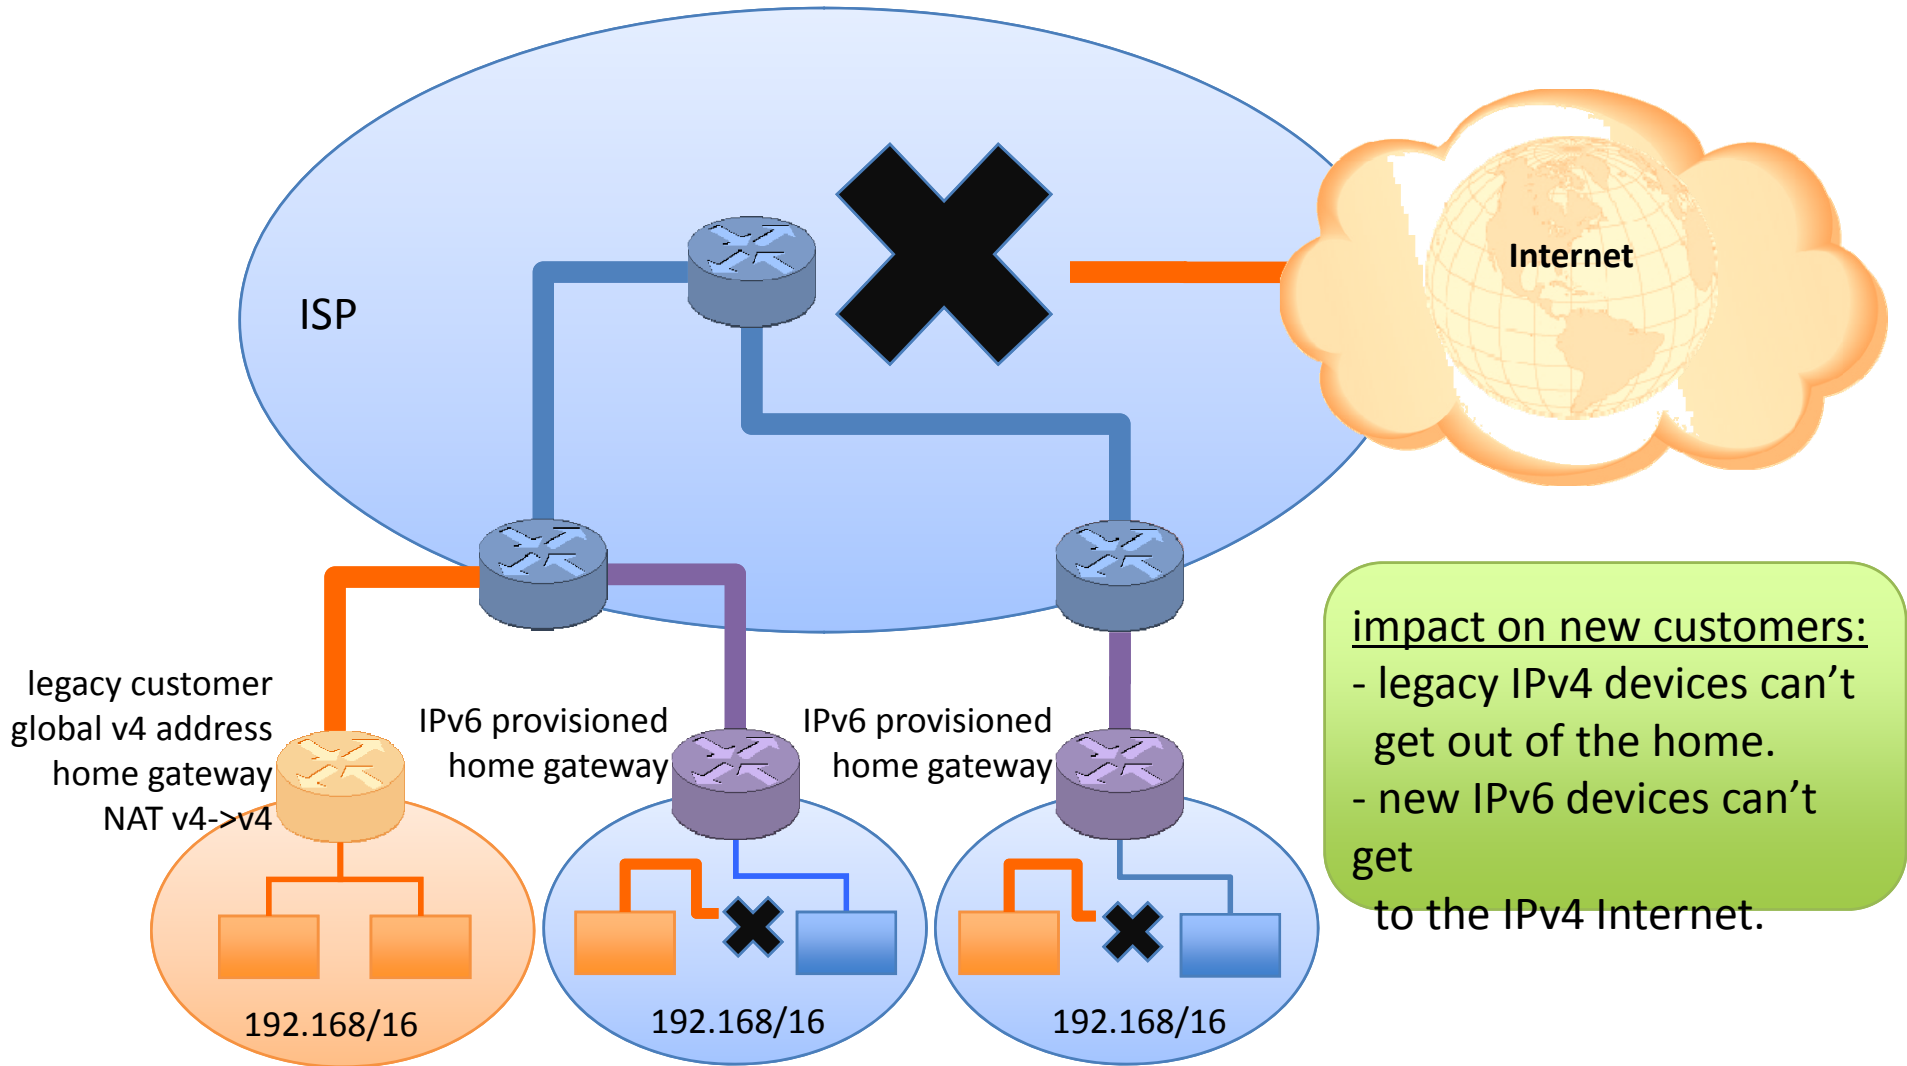 Internet
ISP
legacy customer
global v4 address
home gateway
NAT v4->v4
IPv6 provisioned
home gateway
IPv6 provisioned
home gateway
impact on new customers:
- legacy IPv4 devices can’t
get out of the home.
- new IPv6 devices can’t
get
to the IPv4 Internet.
192.168/16
192.168/16
192.168/16